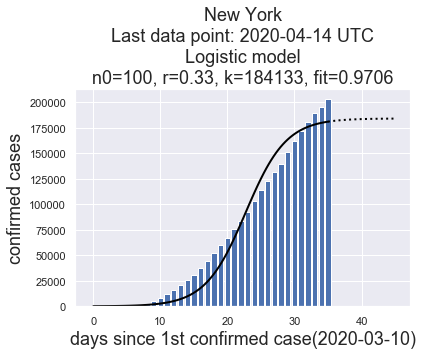 New York
Last data point: 2020-04-14 UTC
Logistic model
n0=100, r=0.33, k=184133, fit=0.9706
200000
175000
150000
125000
100000
75000
50000
25000
0
confirmed cases
0 10 20 30 40
days since 1st confirmed case(2020-03-10)